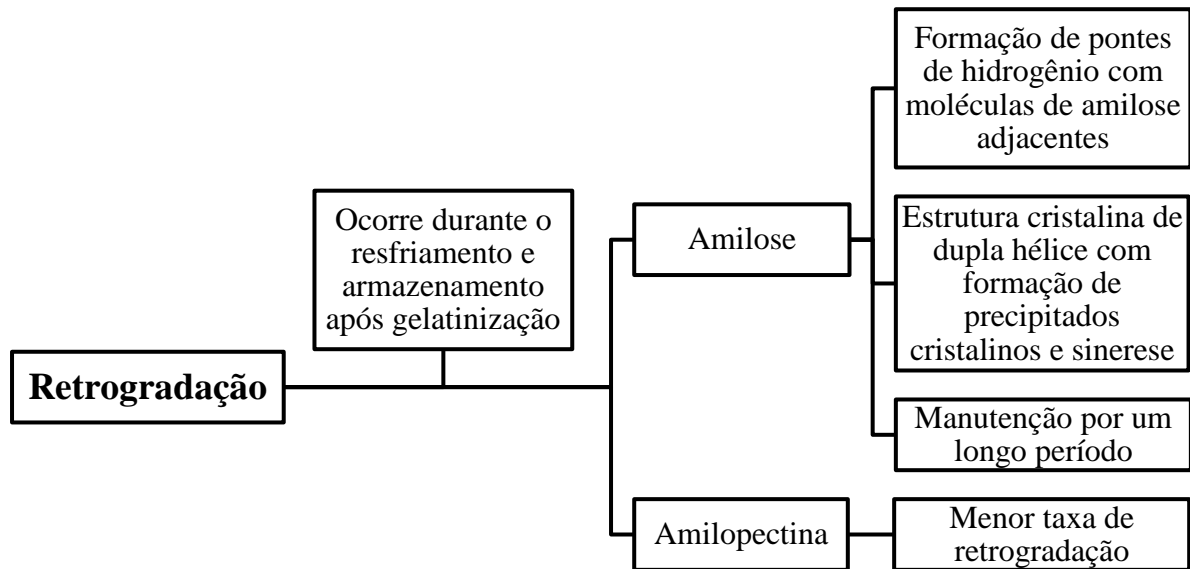 Retrogradação
Ocorre durante o
resfriamento e
armazenamento
após gelatinização
Amilose
Formação de pontes
de hidrogênio com
moléculas de amilose
adjacentes
Estrutura cristalina de
dupla hélice com
formação de
precipitados
cristalinos e sinerese
Manutenção por um
longo período
Amilopectina
Menor taxa de
retrogradação